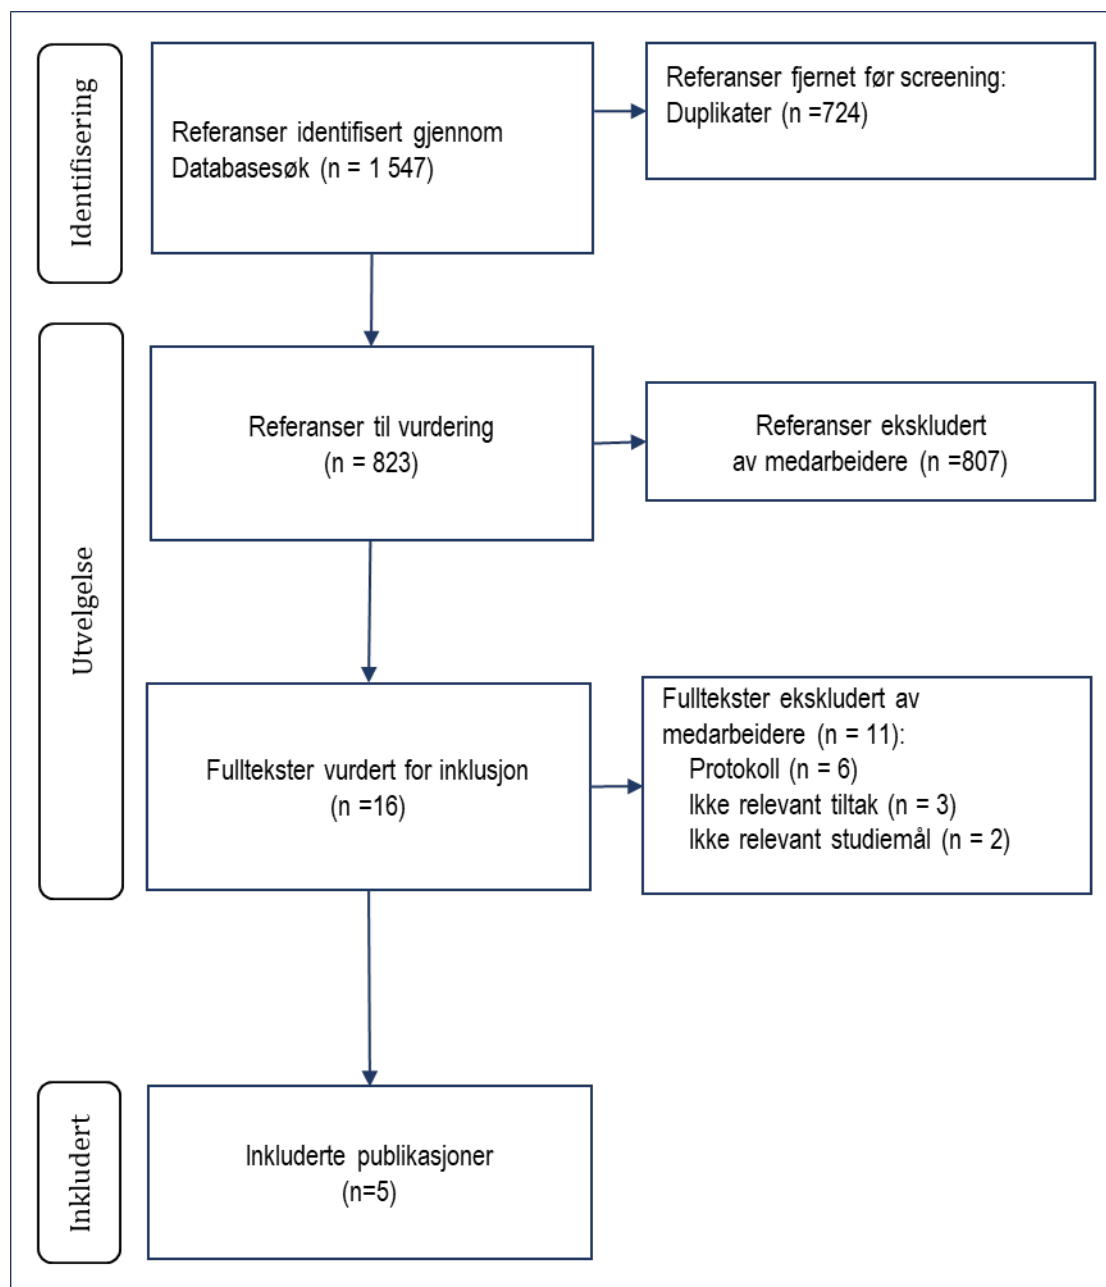 Identifisering
Referanser identifisert gjennom
Databasesøk (n = 1 547)
Referanser fjernet før screening:
Duplikater (n =724)
Utvelgelse
Referanser til vurdering
(n = 823)
Referanser ekskludert
av medarbeidere (n =807)
Fulltekster vurdert for inklusjon
(n =16)
Fulltekster ekskludert av
medarbeidere (n = 11):
Protokoll (n = 6)
Ikke relevant tiltak (n = 3)
Ikke relevant studiemål (n = 2)
Inkludert
Inkluderte publikasjoner
(n=5)